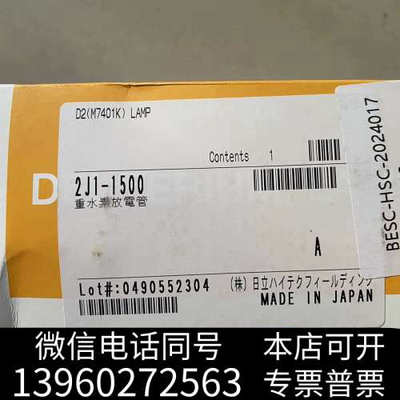 D2(M7401K) LAMP
Contents 1
2J1-1500
重水素放電管
A
Lot#:0490552304
(株) 日立ハイテクフィールディング
MADE IN JAPAN
BESC-HSC-2024017
微信电话同号
本店可开
13960272563
专票普票